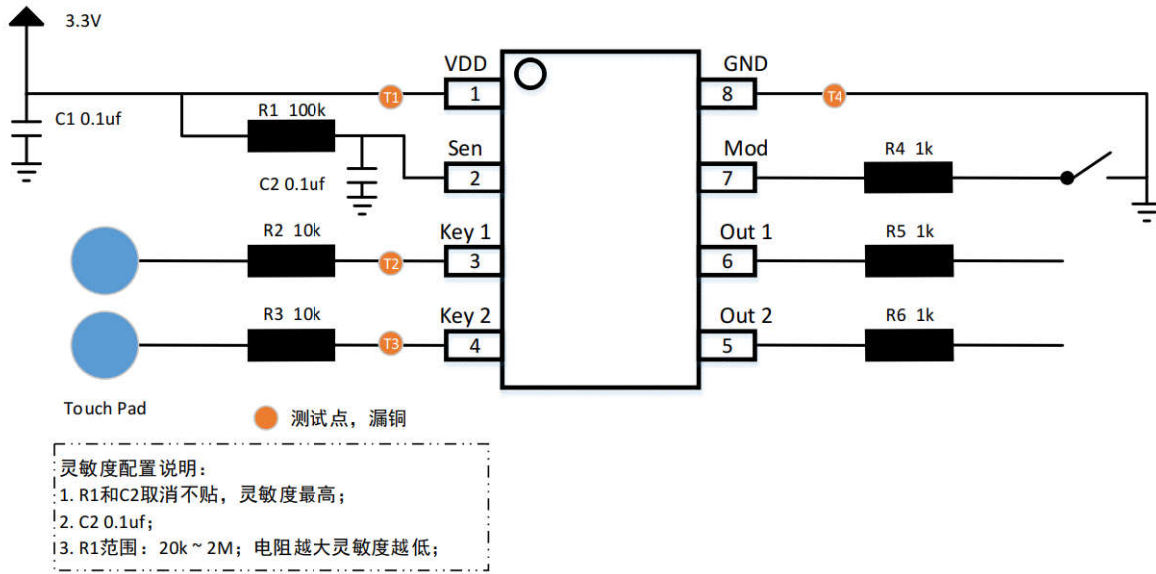 3.3V
VDD
GND
1
T1
8
T4
C1 0.1uf
R1 100k
Sen
Mod
R4 1k
2
7
C2 0.1uf
R2 10k
Key 1
Out 1
R5 1k
T2
3
6
R3 10k
Key 2
Out 2
R6 1k
T3
4
5
Touch Pad
测试点，漏铜
灵敏度配置说明：
1. R1和C2取消不贴，灵敏度最高；
2. C2 0.1uf；
3. R1范围：20k ~ 2M；电阻越大灵敏度越低；